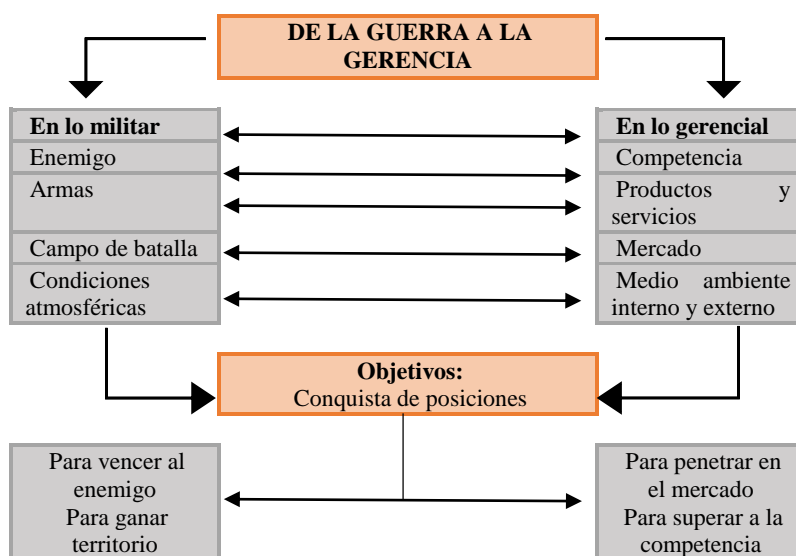 DE LA GUERRA A LA
GERENCIA
En lo militar
Enemigo
Armas
Campo de batalla
Condiciones
atmosféricas
En lo gerencial
Competencia
Productos y
servicios
Mercado
Medio ambiente
interno y externo
Objetivos:
Conquista de posiciones
Para vencer al
enemigo
Para ganar
territorio
Para penetrar en
el mercado
Para superar a la
competencia